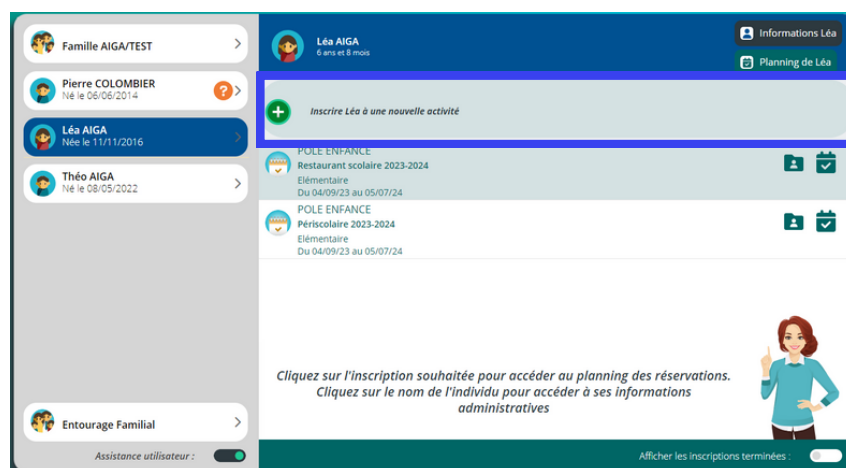 Famille AIGA/TEST
Pierre COLOMBIER
Né le 06/06/2014
?
Léa AIGA
Née le 11/11/2016
Théo AIGA
Né le 08/05/2022
Entourage Familial
Assistance utilisateur :
Léa AIGA
6 ans et 8 mois
Informations Léa
Planning de Léa
Inscrire Léa à une nouvelle activité
POLE ENFANCE
Restaurant scolaire 2023-2024
Elémentaire
Du 04/09/23 au 05/07/24
POLE ENFANCE
Périscolaire 2023-2024
Elémentaire
Du 04/09/23 au 05/07/24
Cliquez sur l'inscription souhaitée pour accéder au planning des réservations.
Cliquez sur le nom de l'individu pour accéder à ses informations
administratives
Afficher les inscriptions terminées :